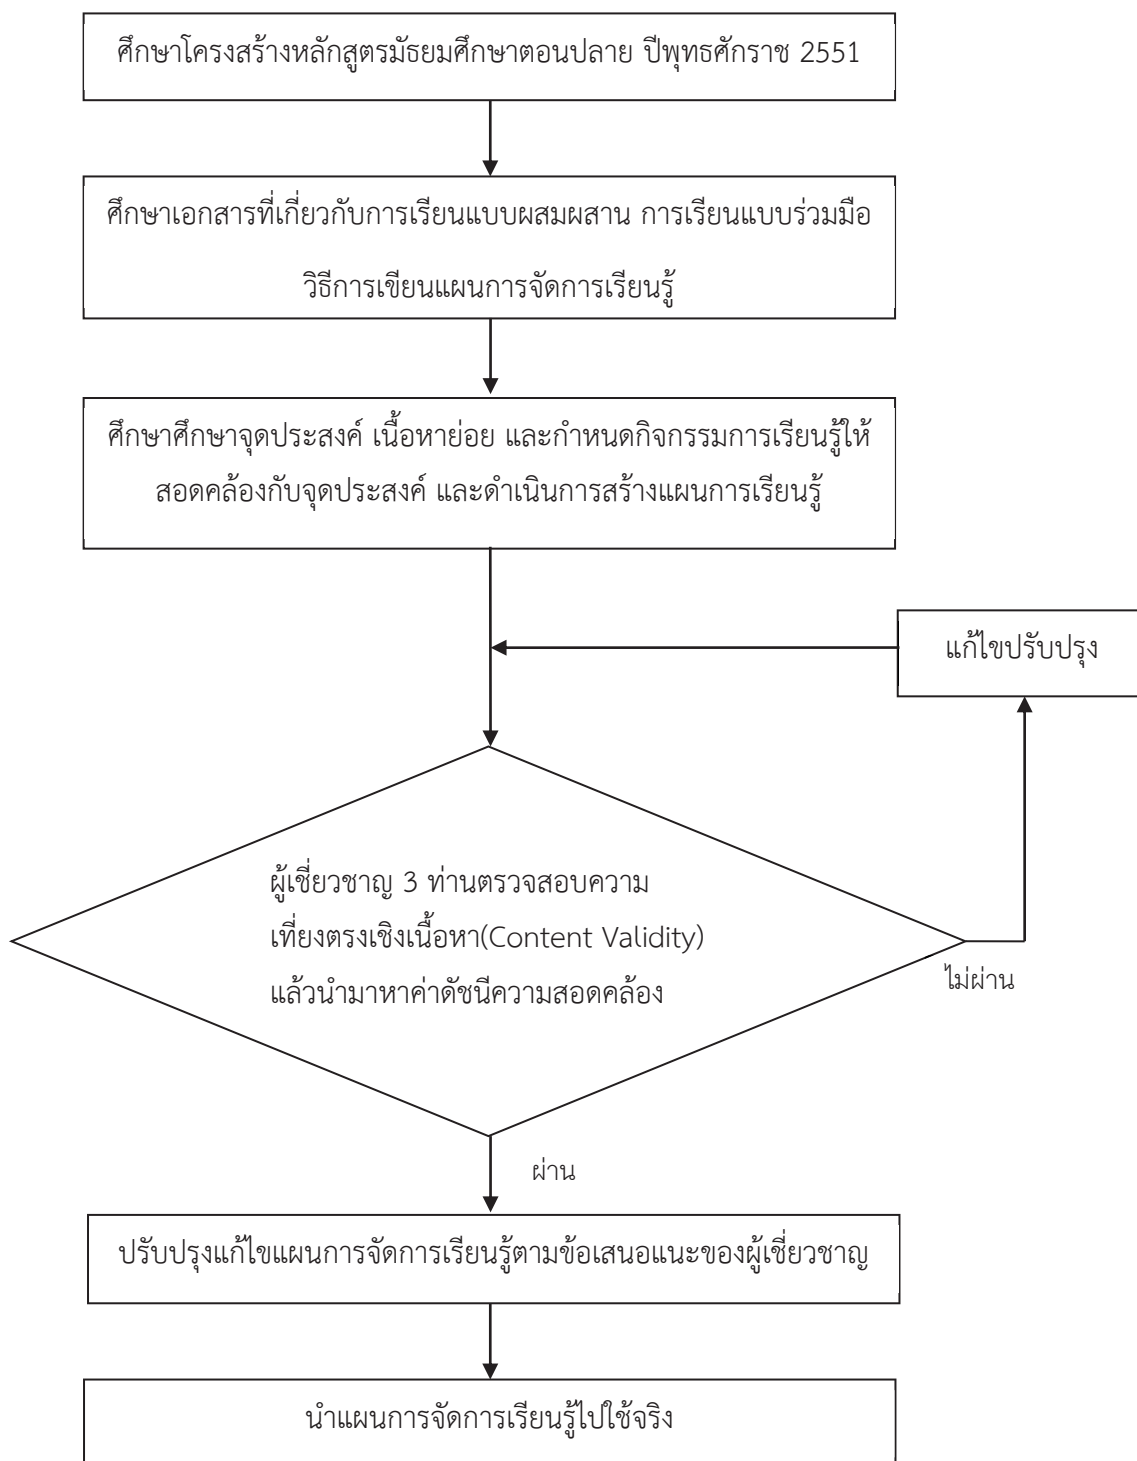 ศึกษาโครงสร้างหลักสูตรมัธยมศึกษาตอนปลาย ปีพุทธศักราช 2551
ศึกษาเอกสารที่เกี่ยวกับการเรียนแบบผสมผสาน การเรียนแบบร่วมมือ
วิธีการเขียนแผนการจัดการเรียนรู้
ศึกษาศึกษาจุดประสงค์ เนื้อหาย่อย และกำหนดกิจกรรมการเรียนรู้ให้
สอดคล้องกับจุดประสงค์ และดำเนินการสร้างแผนการเรียนรู้
แก้ไขปรับปรุง
ผู้เชี่ยวชาญ 3 ท่านตรวจสอบความ
เที่ยงตรงเชิงเนื้อหา(Content Validity)
แล้วนำมาหาค่าดัชนีความสอดคล้อง
ไม่ผ่าน
ผ่าน
ปรับปรุงแก้ไขแผนการจัดการเรียนรู้ตามข้อเสนอแนะของผู้เชี่ยวชาญ
นำแผนการจัดการเรียนรู้ไปใช้จริง